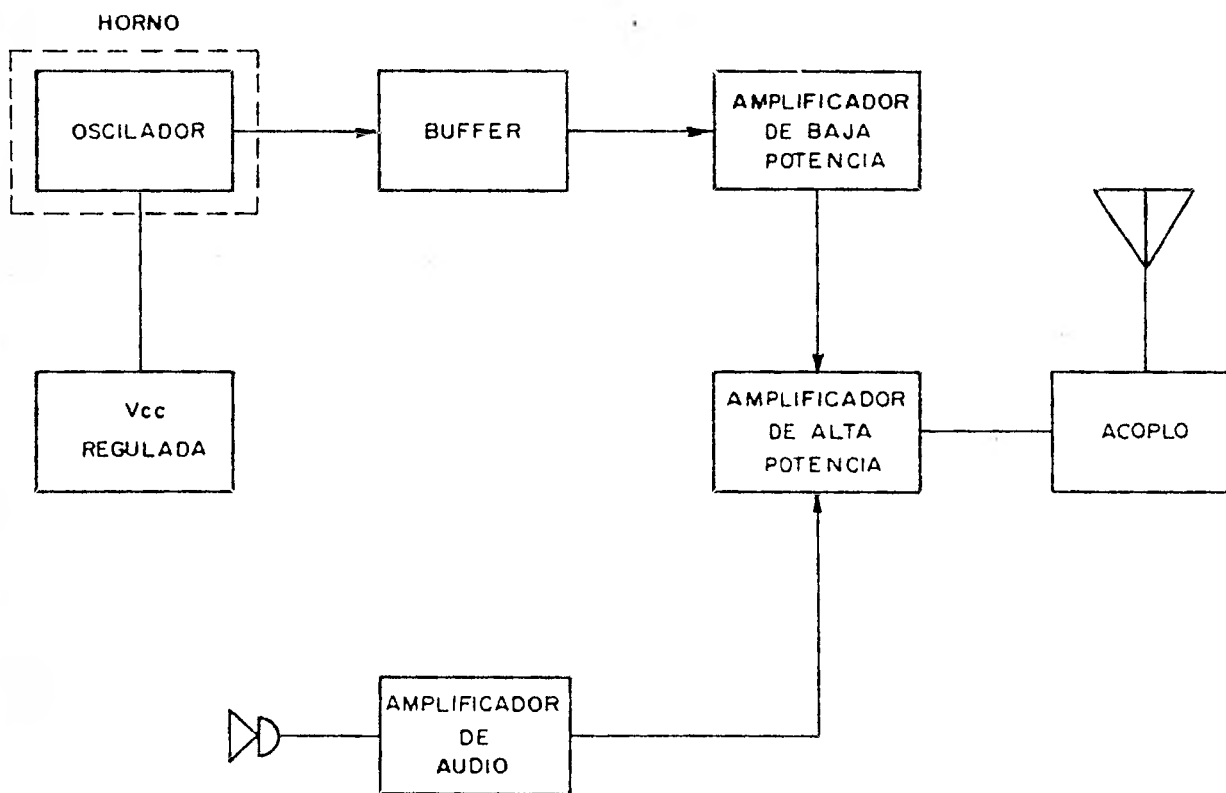 HORNO
OSCILADOR
BUFFER
AMPLIFICADOR
DE BAJA
POTENCIA
Vcc
REGULADA
AMPLIFICADOR
DE ALTA
POTENCIA
ACOPLO
AMPLIFICADOR
DE
AUDIO